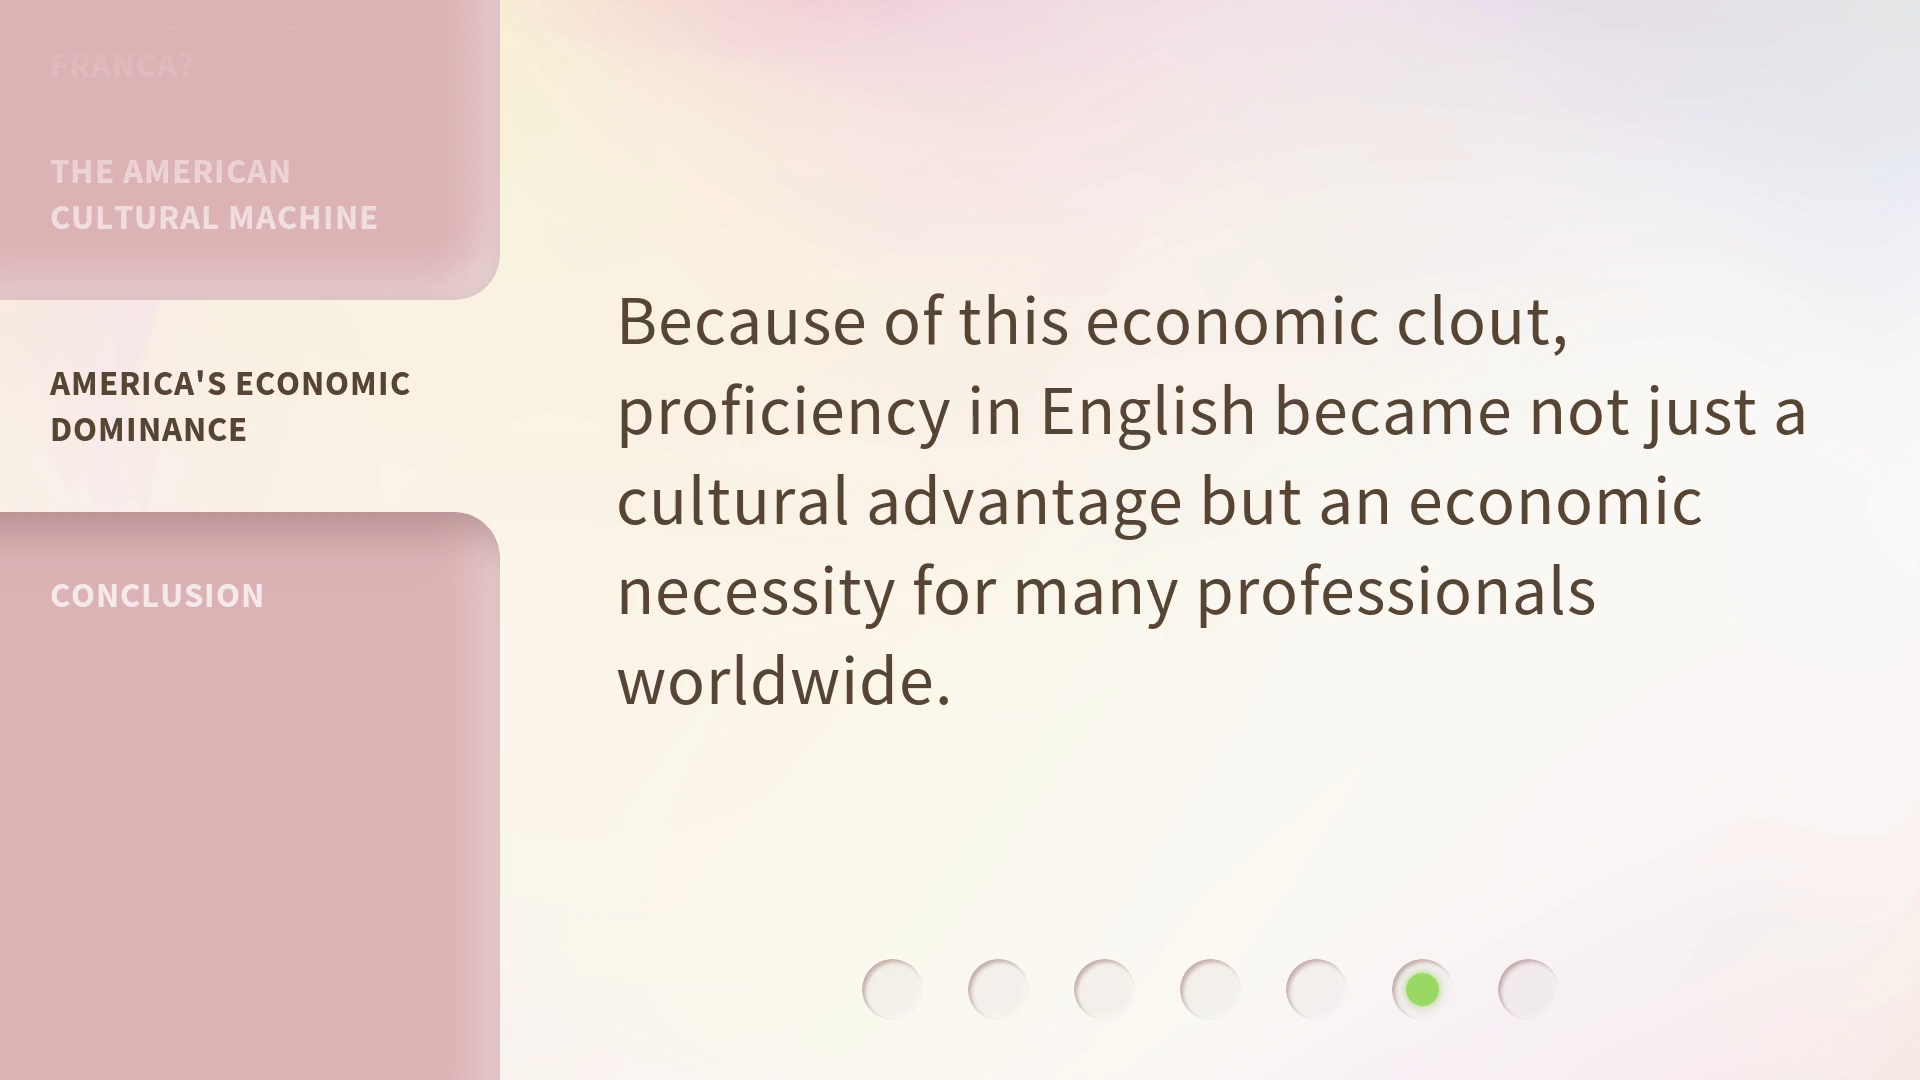 FRANCA?
THE AMERICAN
CULTURAL MACHINE
AMERICA'S ECONOMIC
DOMINANCE
CONCLUSION
Because of this economic clout,
proficiency in English became not just a
cultural advantage but an economic
necessity for many professionals
worldwide.